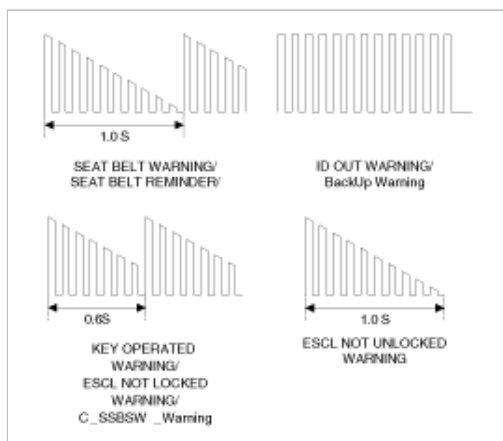 1.0 S
SEAT BELT WARNING/
SEAT BELT REMINDER/
ID OUT WARNING/
BackUp Warning
0.6S
KEY OPERATED
WARNING/
ESCL NOT LOCKED
WARNING/
C_SSBSW _Warning
1.0 S
ESCL NOT UNLOCKED
WARNING